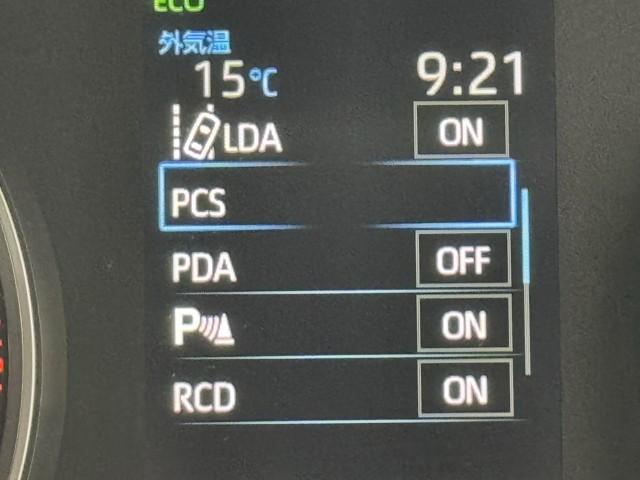 ECO
外気温
15℃ 9:21
LDA ON
PCS
PDA OFF
P ON
RCD ON